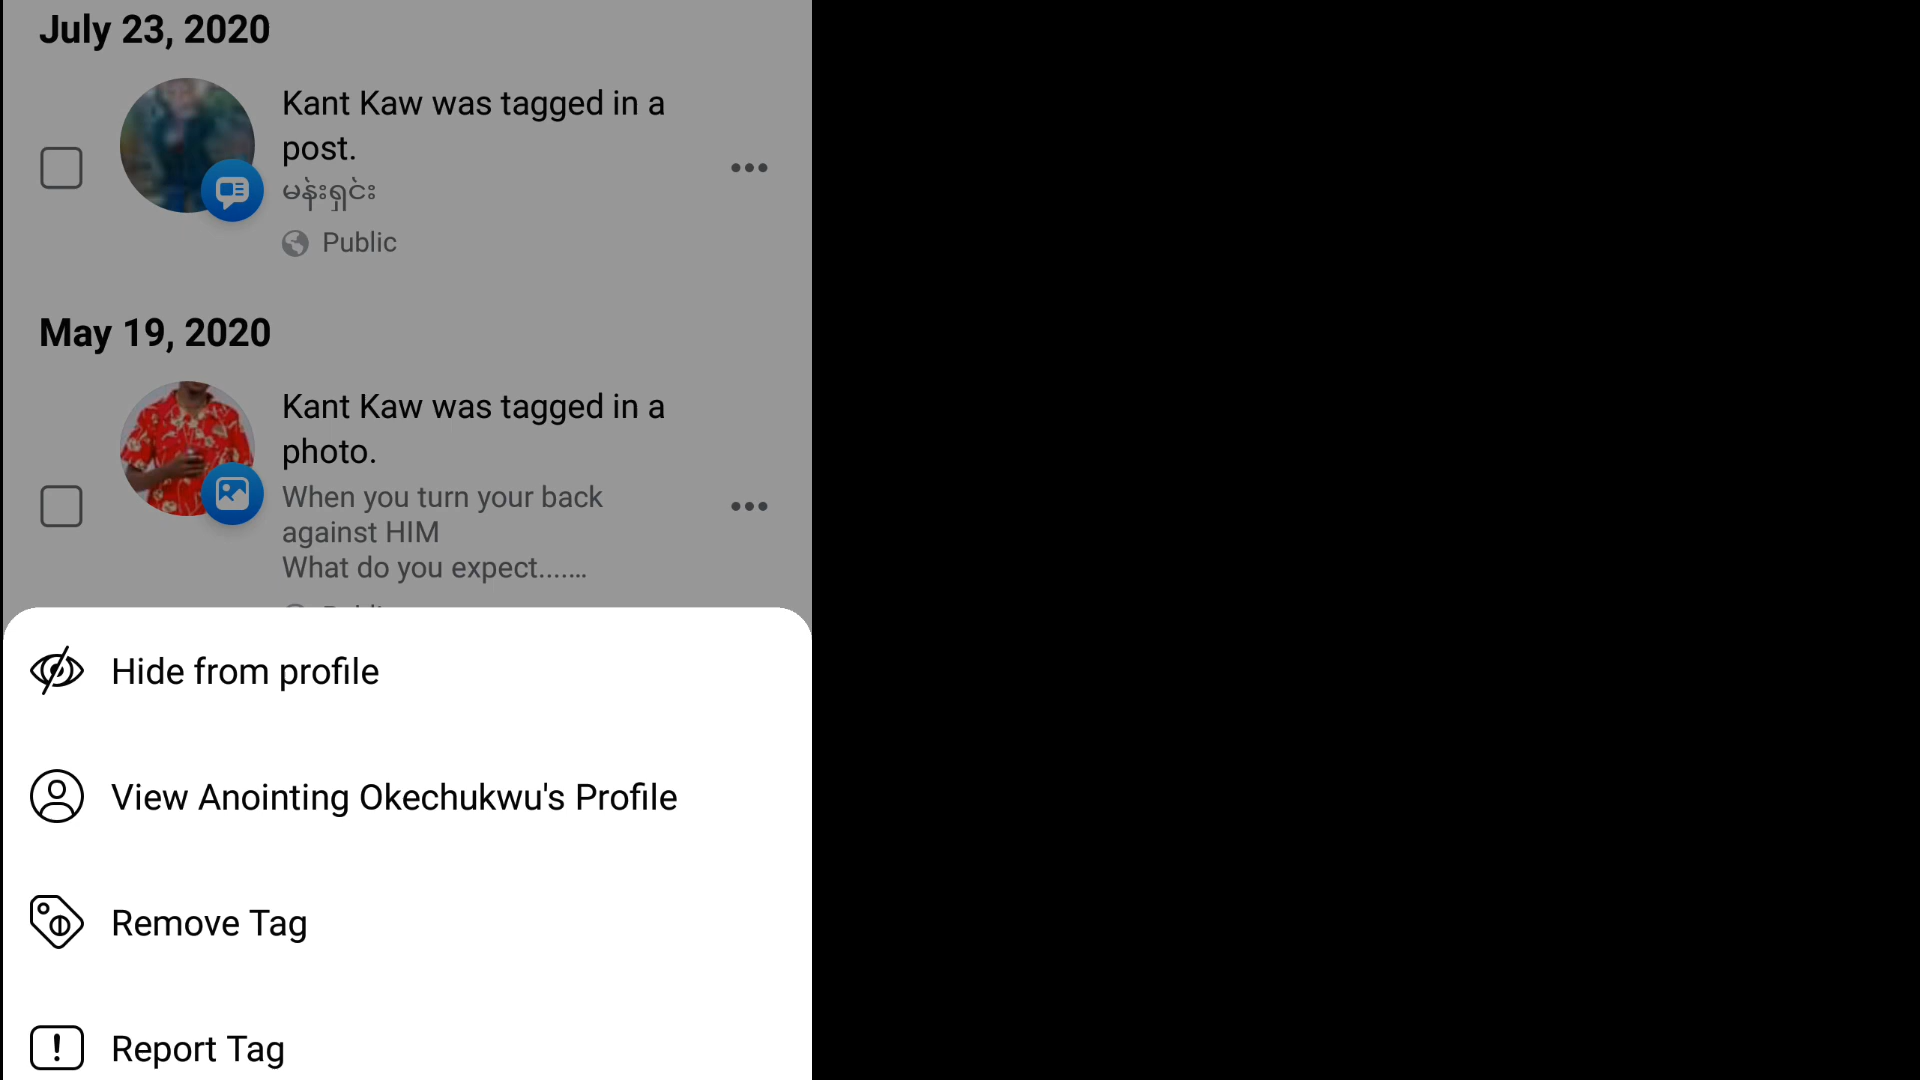 July 23, 2020
Kant Kaw was tagged in a
post.
မန်းရှင်း
Public
May 19, 2020
Kant Kaw was tagged in a
photo.
When you turn your back
against HIM
What do you expect.......
Hide from profile
View Anointing Okechukwu's Profile
Remove Tag
Report Tag